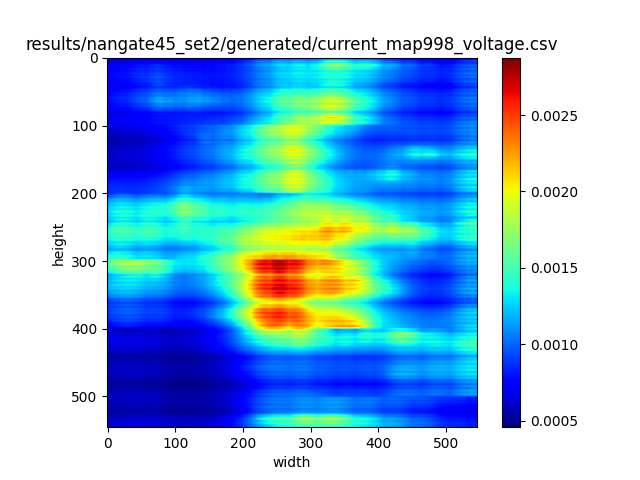 results/nangate45_set2/generated/current_map998_voltage.csv
0
100
200
300
400
500
height
0 100 200 300 400 500
width
0.0025
0.0020
0.0015
0.0010
0.0005